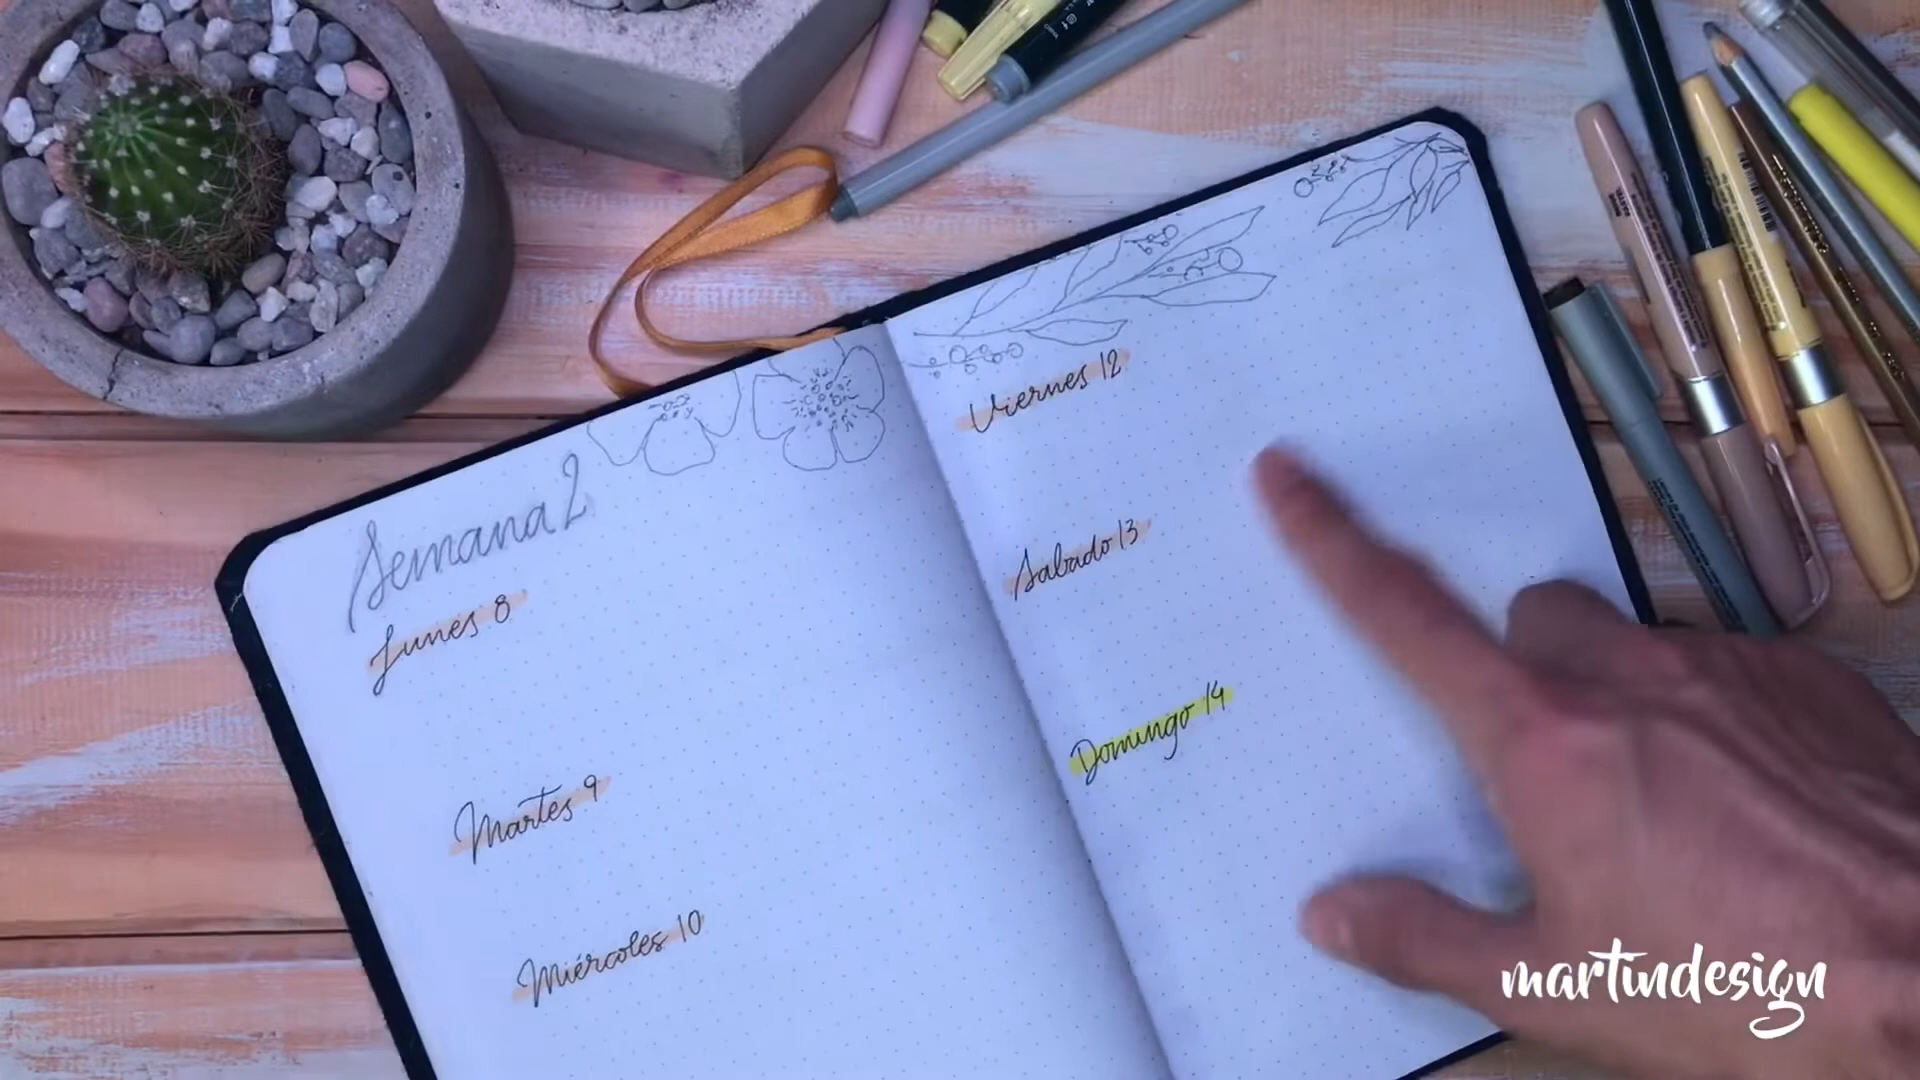 Semana 2
Lunes 8
Martes 9
Miércoles 10
Viernes 12
Sabado 13
Domingo 14
martindesign